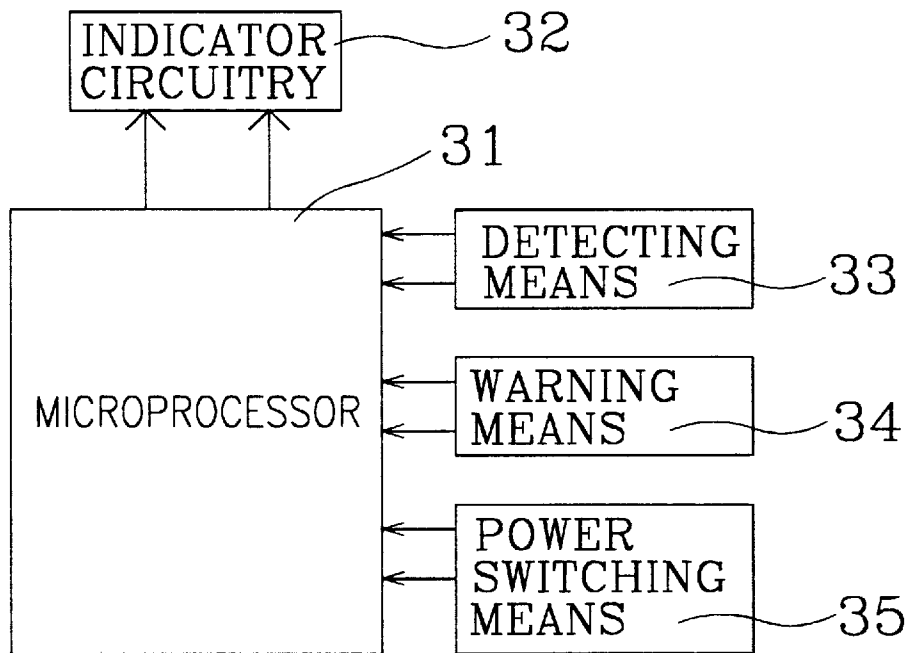 INDICATOR
CIRCUITRY
32
31
DETECTING
MEANS
33
MICROPROCESSOR
WARNING
MEANS
34
POWER
SWITCHING
MEANS
35